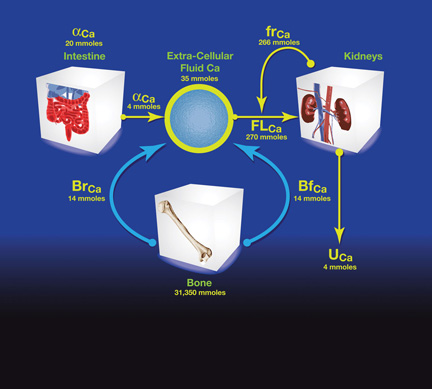 αCa
20 mmoles
Intestine
Extra-Cellular
Fluid Ca
35 mmoles
frCa
266 mmoles
Kidneys
αCa
4 mmoles
FLCa
270 mmoles
BrCa
14 mmoles
BfCa
14 mmoles
UCa
4 mmoles
Bone
31,350 mmoles